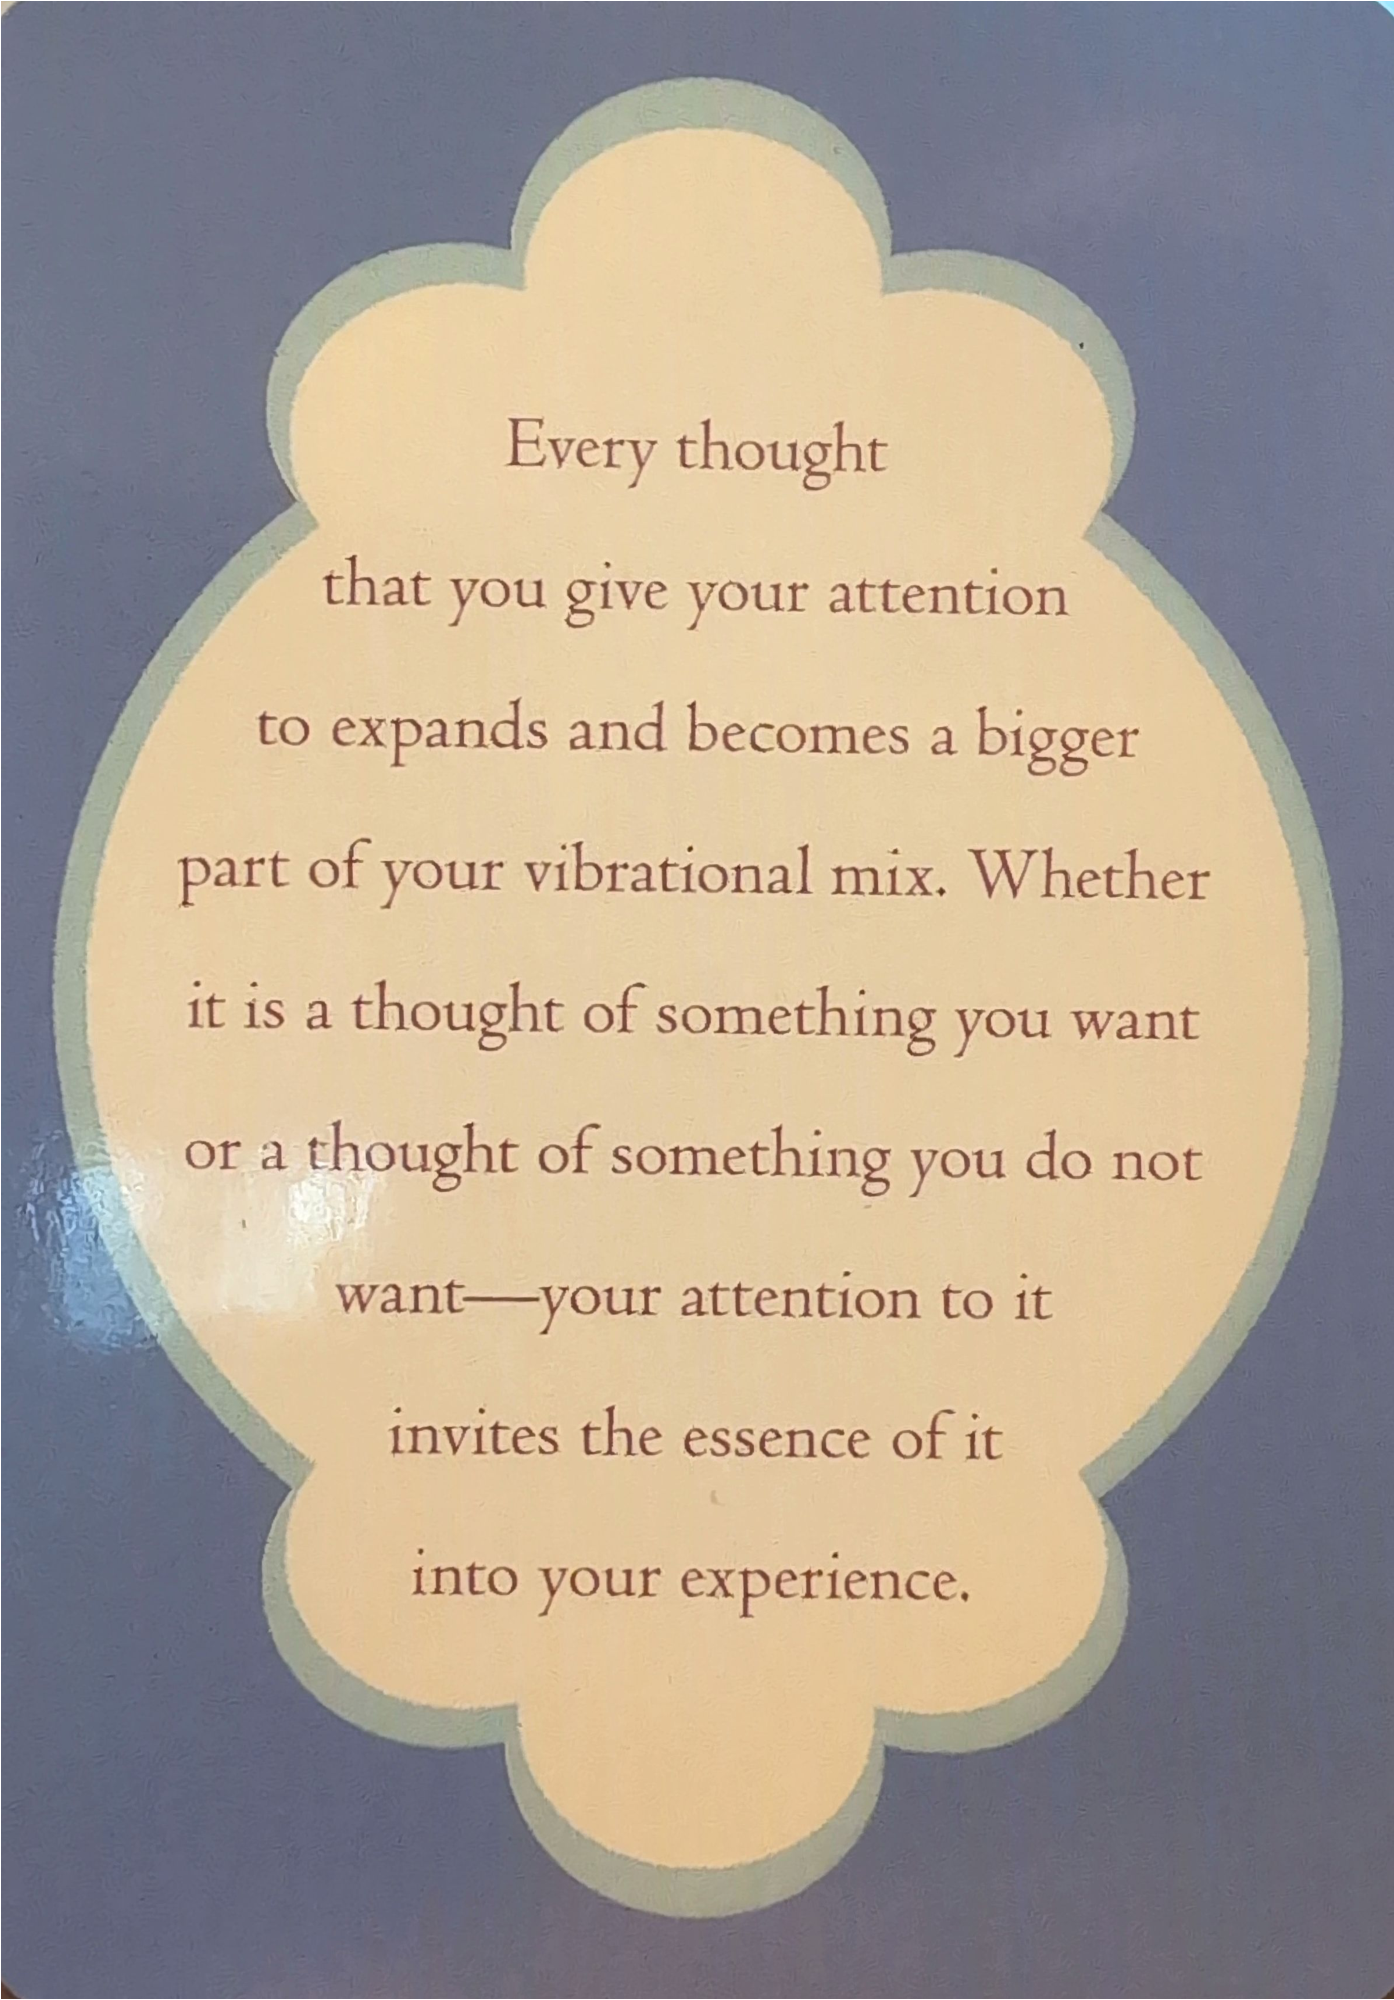 Every thought
that you give your attention
to expands and becomes a bigger
part of your vibrational mix. Whether
it is a thought of something you want
or a thought of something you do not
want—your attention to it
invites the essence of it
into your experience.